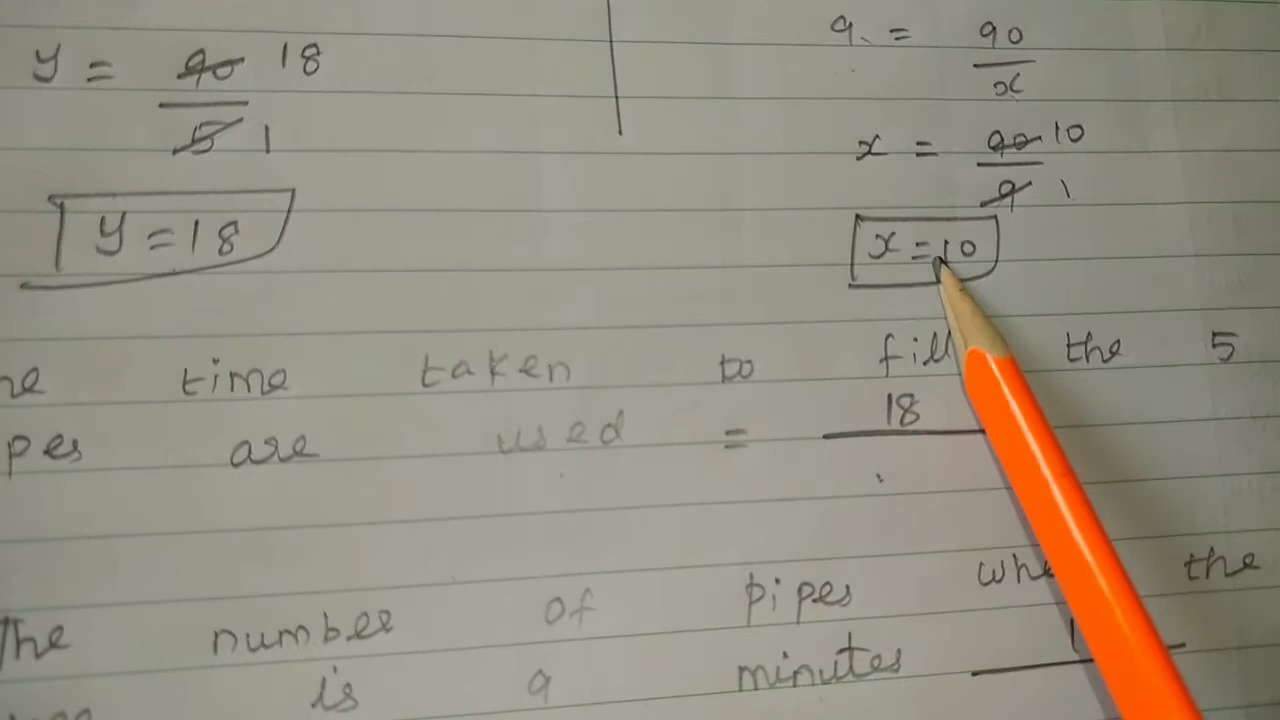 y = 90 18
5 1
y = 18
9 = 90
x
x = 90 10
9 1
x = 10
time taken to fill the 5
are used = 18
The number of pipes the
is 9 minutes